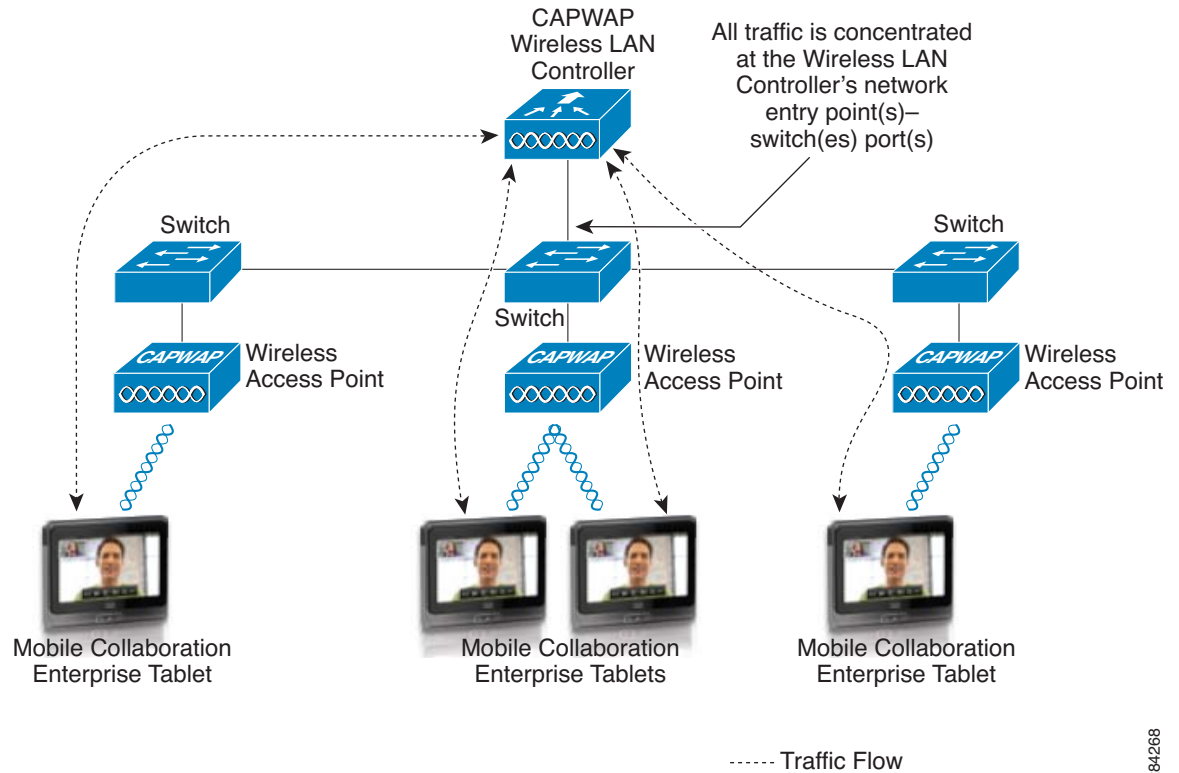 CAPWAP
Wireless LAN
Controller
All traffic is concentrated
at the Wireless LAN
Controller's network
entry point(s)–
switch(es) port(s)
Switch
Switch
Switch
CAPWAP
Wireless
Access Point
CAPWAP
Wireless
Access Point
CAPWAP
Wireless
Access Point
Mobile Collaboration
Enterprise Tablet
Mobile Collaboration
Enterprise Tablets
Mobile Collaboration
Enterprise Tablet
Traffic Flow
84268